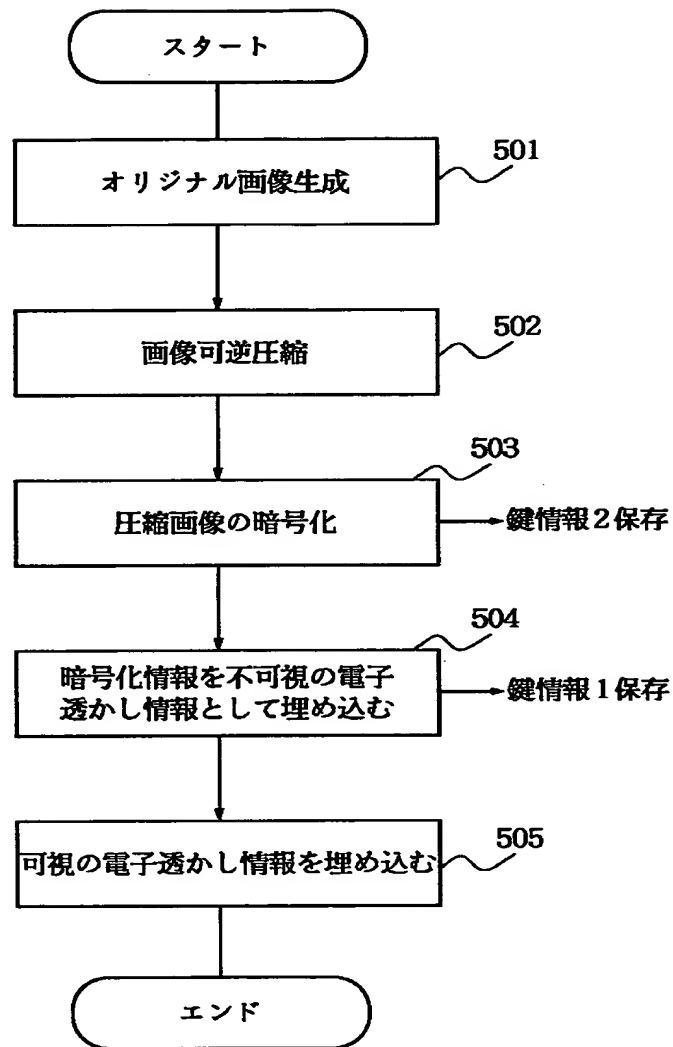 スタート
501
オリジナル画像生成
502
画像可逆圧縮
503
圧縮画像の暗号化
鍵情報2保存
504
暗号化情報を不可視の電子
透かし情報として埋め込む
鍵情報1保存
505
可視の電子透かし情報を埋め込む
エンド